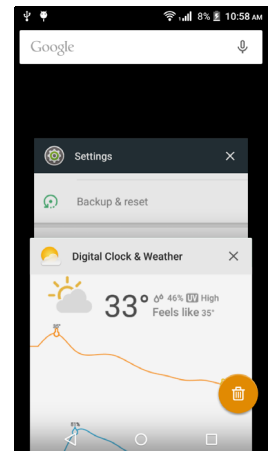 8% 10:58 AM
Google
Settings
Backup & reset
Digital Clock & Weather
33° 46% UV High
Feels like 35°